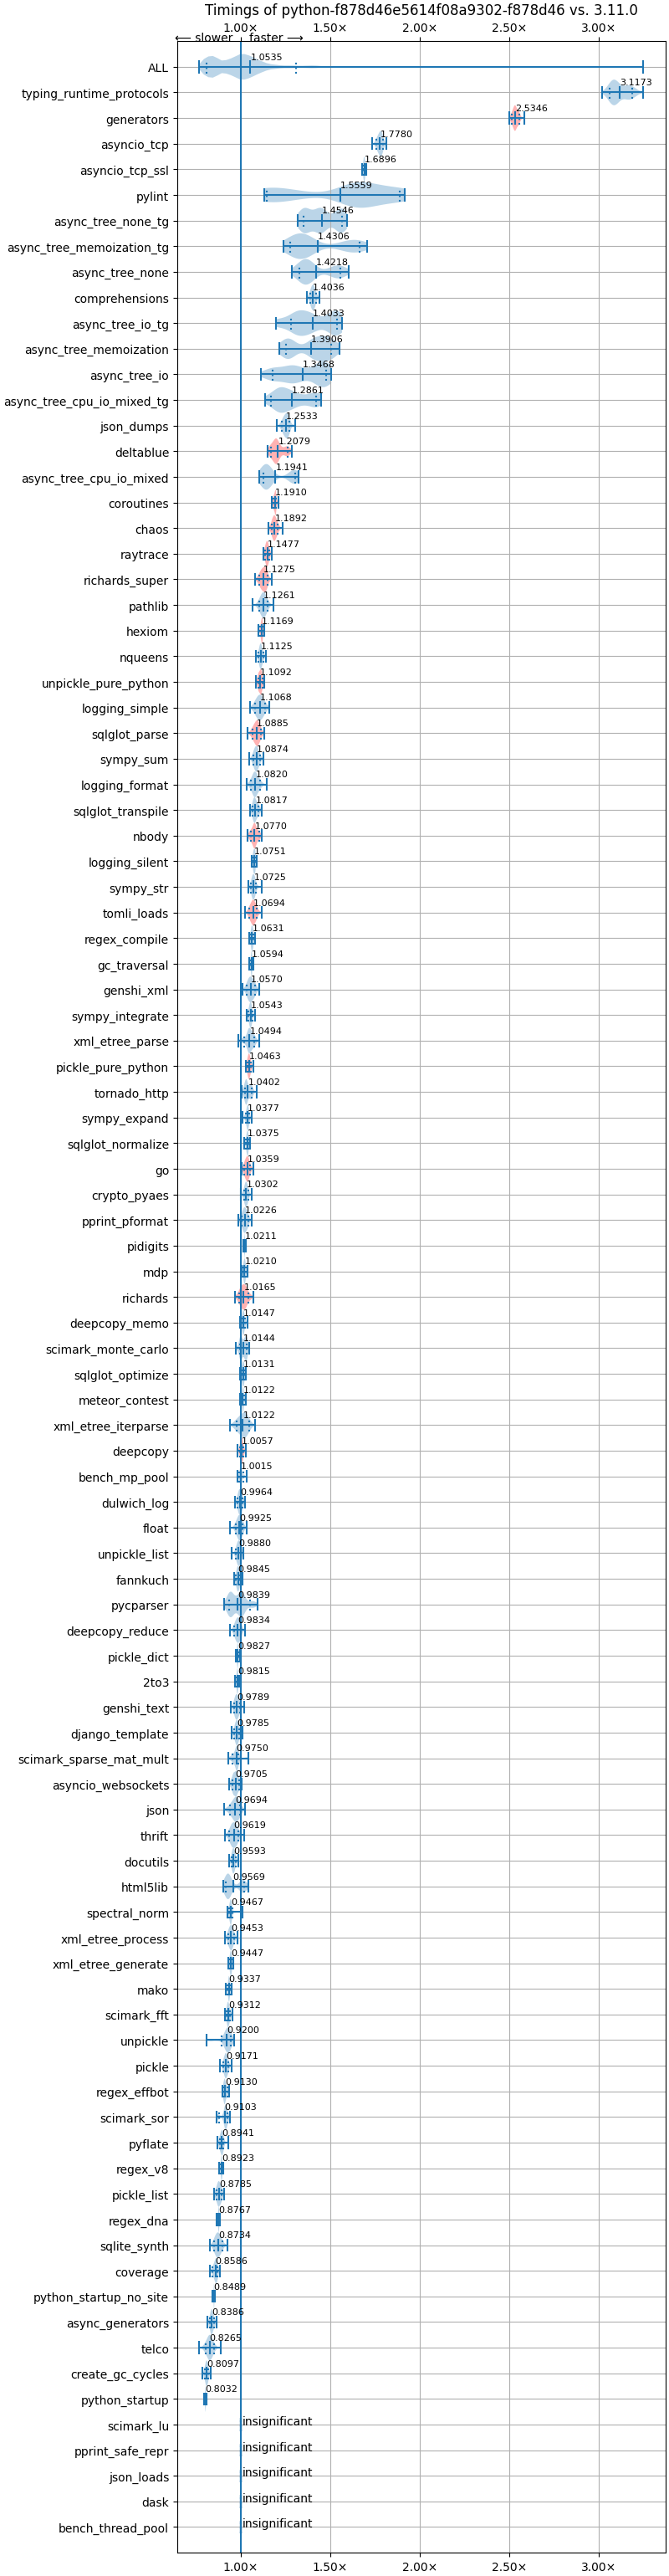 Timings of python-f878d46e5614f08a9302-f878d46 vs. 3.11.0
1.00× 1.50× 2.00× 2.50× 3.00×
⟵ slower faster ⟶
ALL 1.0535
typing_runtime_protocols 3.1173
generators 2.5346
asyncio_tcp 1.7780
asyncio_tcp_ssl 1.6896
pylint 1.5559
async_tree_none_tg 1.4546
async_tree_memoization_tg 1.4306
async_tree_none 1.4218
comprehensions 1.4036
async_tree_io_tg 1.4033
async_tree_memoization 1.3906
async_tree_io 1.3468
async_tree_cpu_io_mixed_tg 1.2861
json_dumps 1.2533
deltablue 1.2079
async_tree_cpu_io_mixed 1.1941
coroutines 1.1910
chaos 1.1892
raytrace 1.1477
richards_super 1.1275
pathlib 1.1261
hexiom 1.1169
nqueens 1.1125
unpickle_pure_python 1.1092
logging_simple 1.1068
sqlglot_parse 1.0885
sympy_sum 1.0874
logging_format 1.0820
sqlglot_transpile 1.0817
nbody 1.0770
logging_silent 1.0751
sympy_str 1.0725
tomli_loads 1.0694
regex_compile 1.0631
gc_traversal 1.0594
genshi_xml 1.0570
sympy_integrate 1.0543
xml_etree_parse 1.0494
pickle_pure_python 1.0463
tornado_http 1.0402
sympy_expand 1.0377
sqlglot_normalize 1.0375
go 1.0359
crypto_pyaes 1.0302
pprint_pformat 1.0226
pidigits 1.0211
mdp 1.0210
richards 1.0165
deepcopy_memo 1.0147
scimark_monte_carlo 1.0144
sqlglot_optimize 1.0131
meteor_contest 1.0122
xml_etree_iterparse 1.0122
deepcopy 1.0057
bench_mp_pool 1.0015
dulwich_log 0.9964
float 0.9925
unpickle_list 0.9880
fannkuch 0.9845
pycparser 0.9839
deepcopy_reduce 0.9834
pickle_dict 0.9827
2to3 0.9815
genshi_text 0.9789
django_template 0.9785
scimark_sparse_mat_mult 0.9750
asyncio_websockets 0.9705
json 0.9694
thrift 0.9619
docutils 0.9593
html5lib 0.9569
spectral_norm 0.9467
xml_etree_process 0.9453
xml_etree_generate 0.9447
mako 0.9337
scimark_fft 0.9312
unpickle 0.9200
pickle 0.9171
regex_effbot 0.9130
scimark_sor 0.9103
pyflate 0.8941
regex_v8 0.8923
pickle_list 0.8785
regex_dna 0.8767
sqlite_synth 0.8734
coverage 0.8586
python_startup_no_site 0.8489
async_generators 0.8386
telco 0.8265
create_gc_cycles 0.8097
python_startup 0.8032
scimark_lu insignificant
pprint_safe_repr insignificant
json_loads insignificant
dask insignificant
bench_thread_pool insignificant
1.00× 1.50× 2.00× 2.50× 3.00×